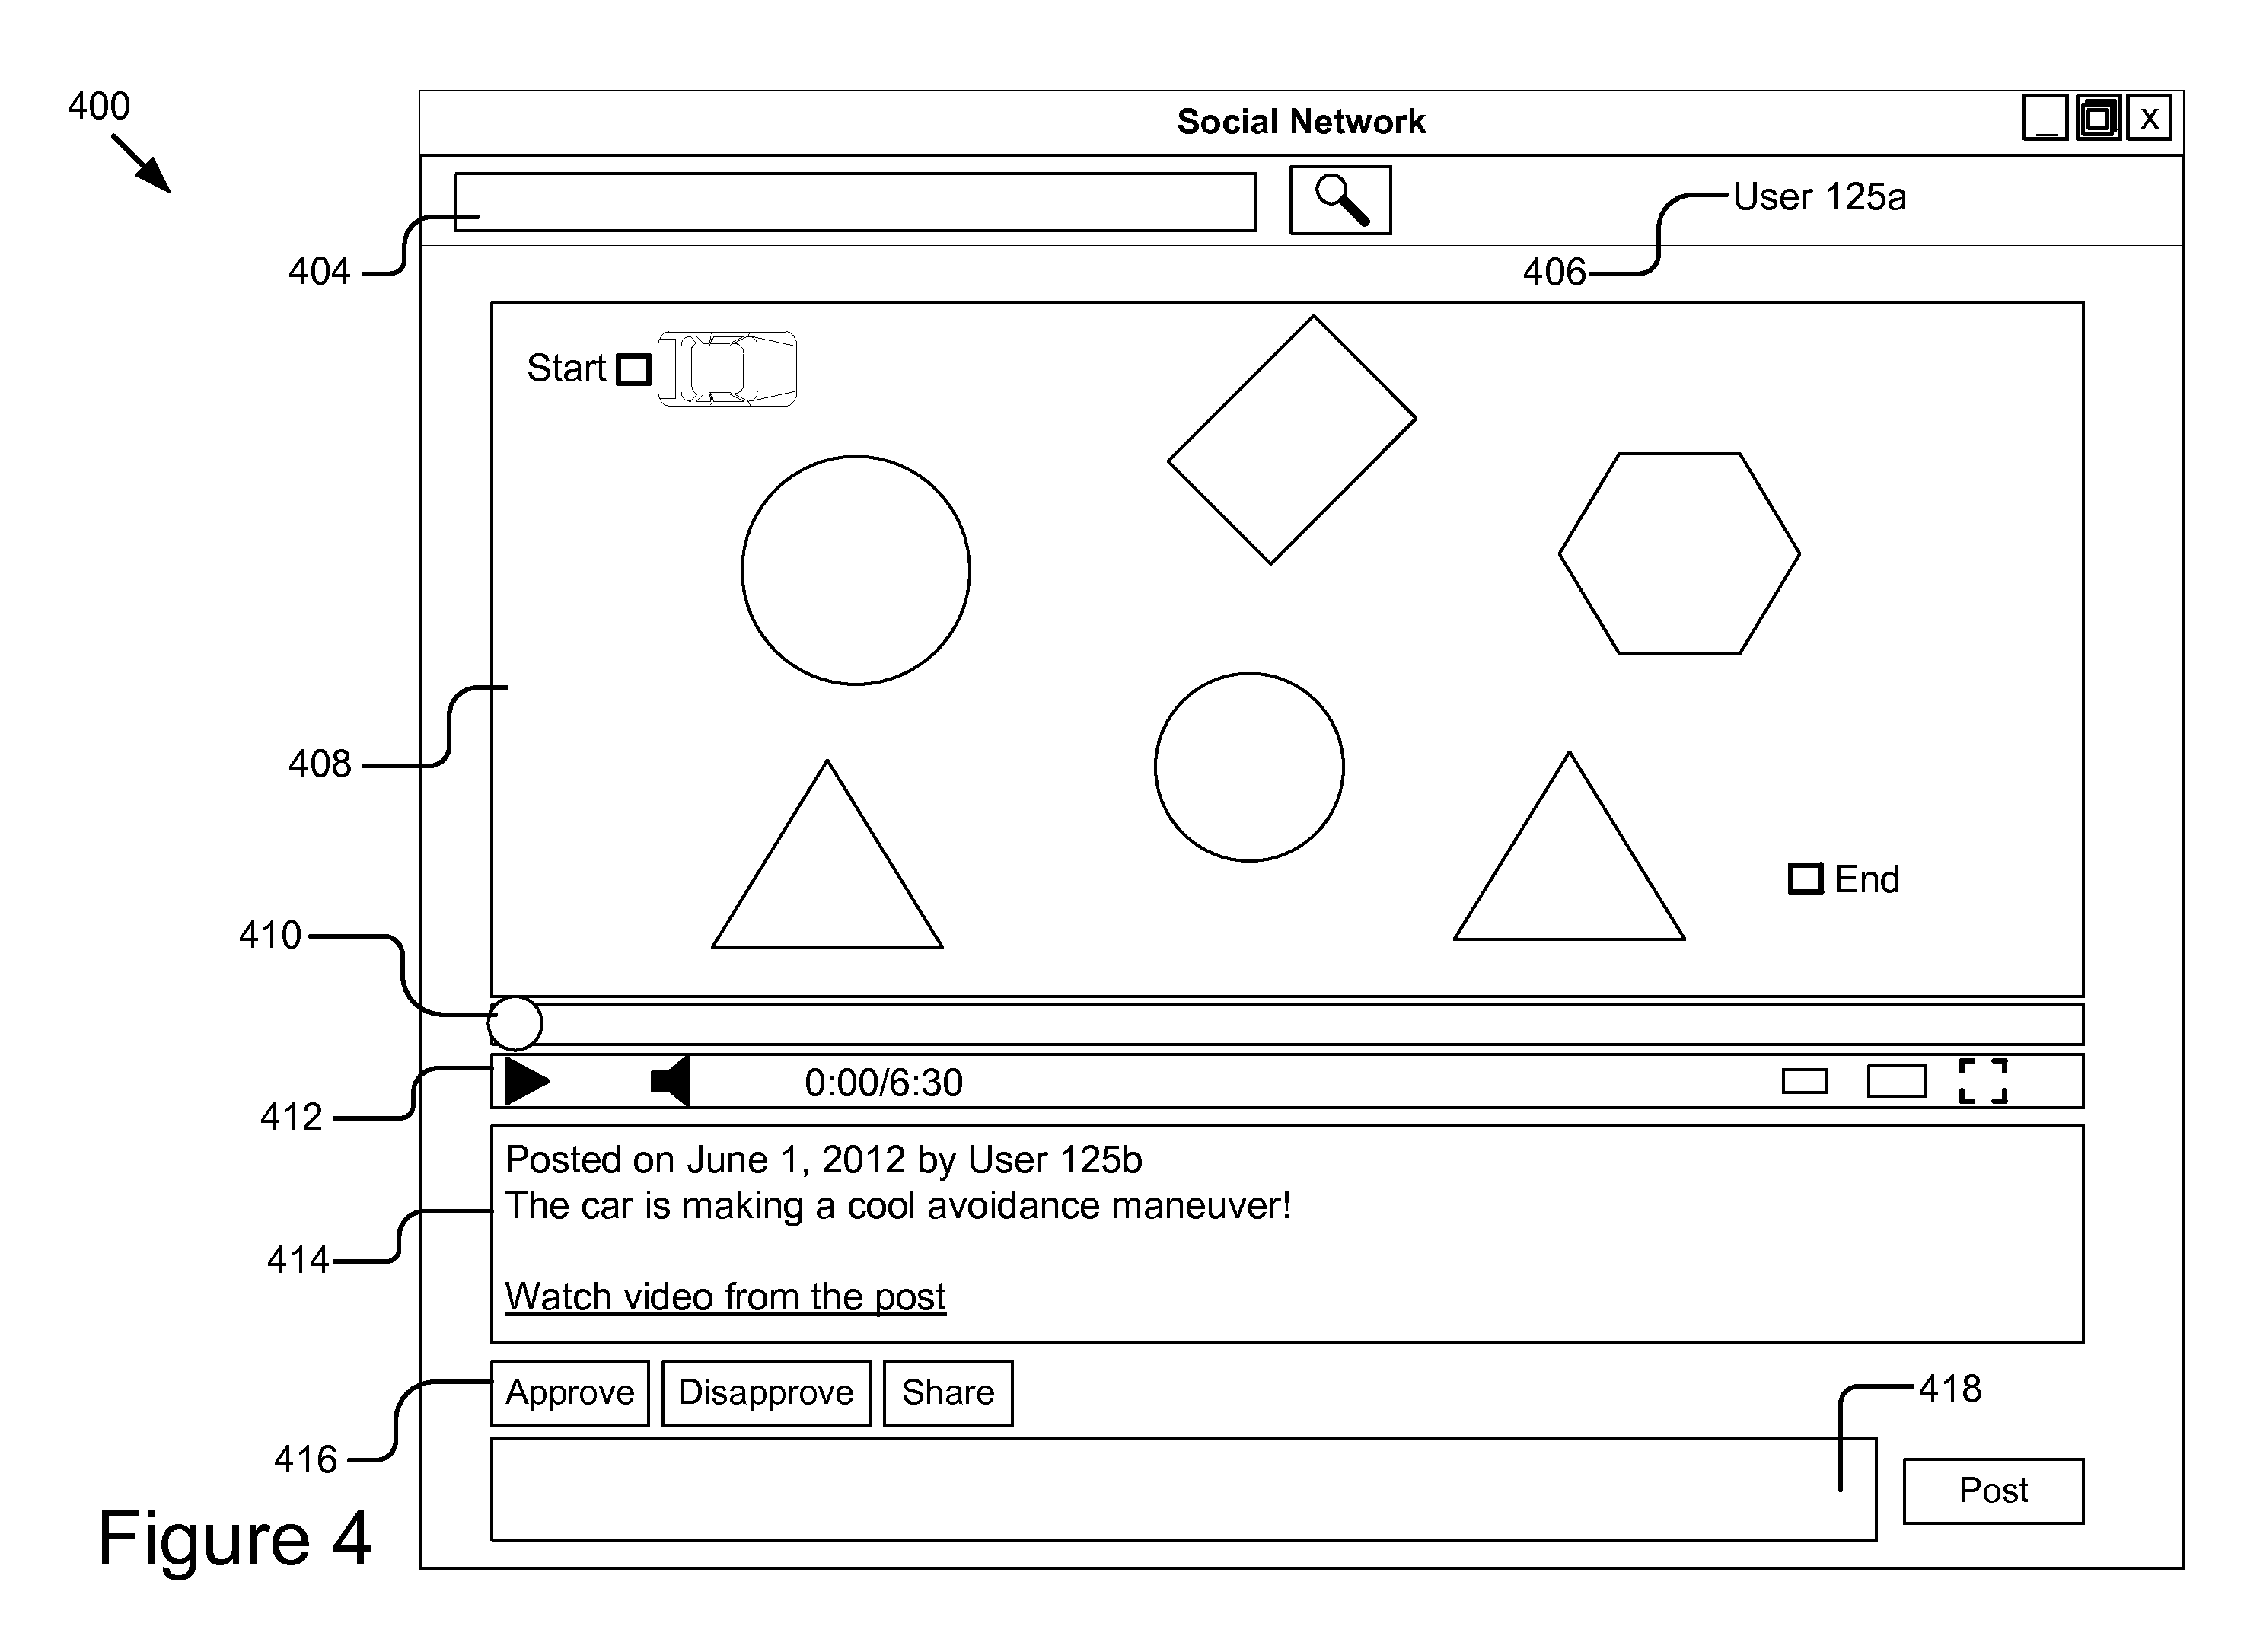 400
Social Network
_ X
User 125a
404
406
Start
408
End
410
0:00/6:30
412
Posted on June 1, 2012 by User 125b
The car is making a cool avoidance maneuver!
414
Watch video from the post
Approve Disapprove Share
418
416
Post
Figure 4